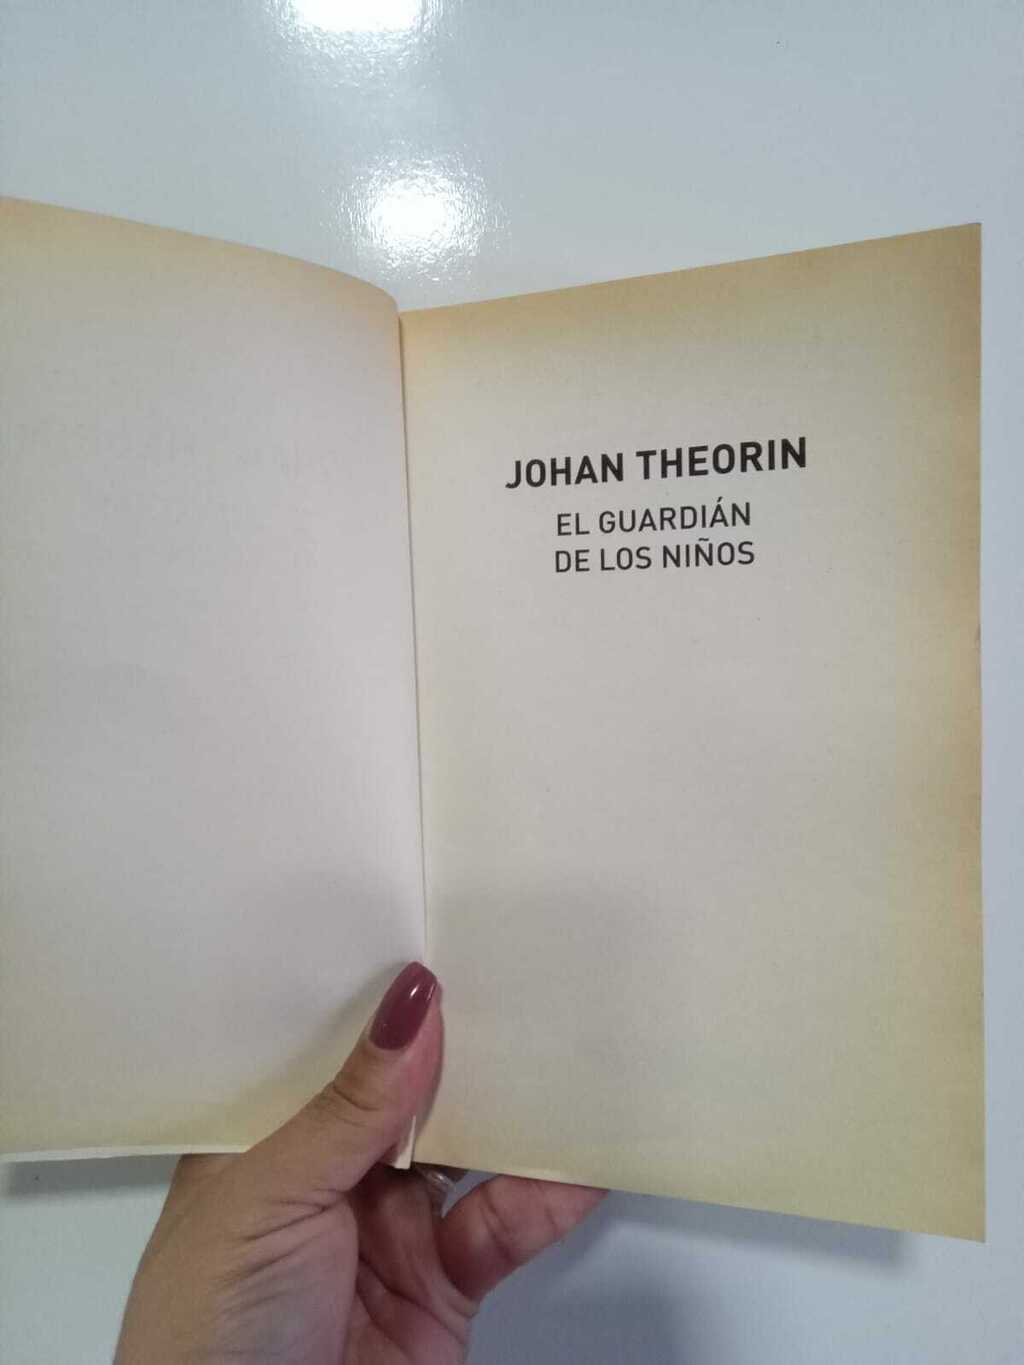 JOHAN THEORIN
EL GUARDIÁN
DE LOS NIÑOS